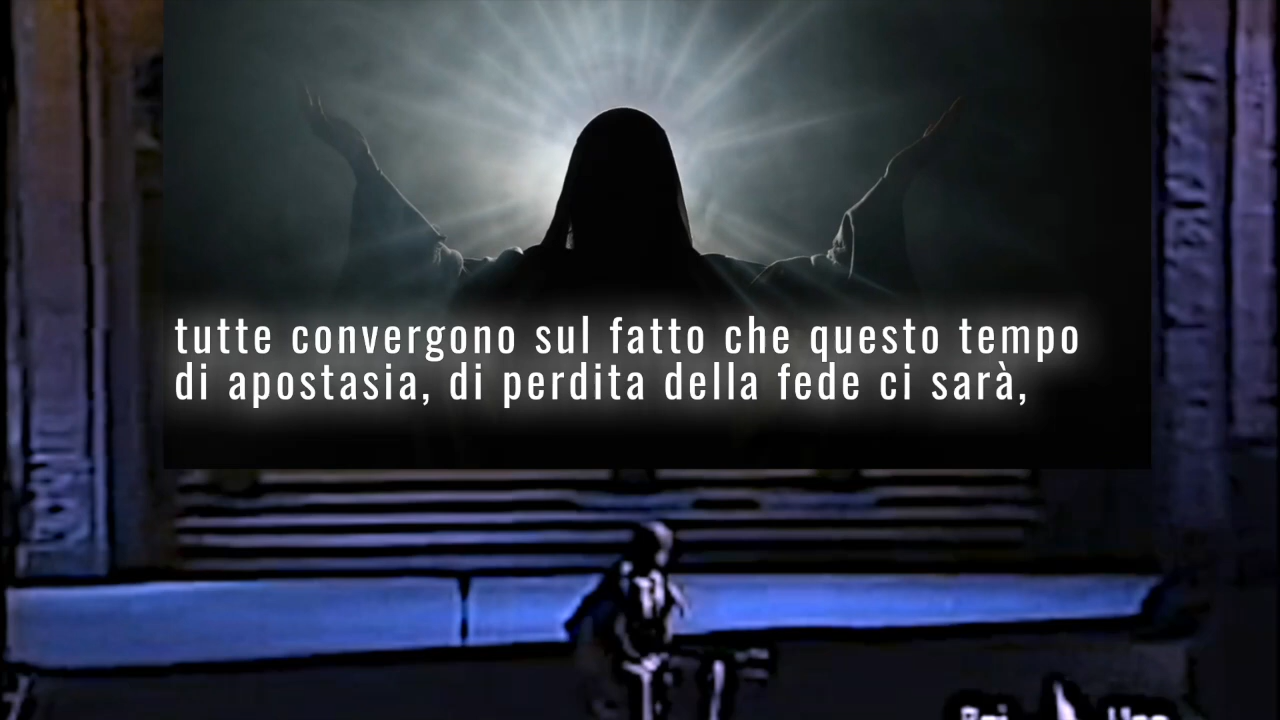 tutte convergono sul fatto che questo tempo
di apostasia, di perdita della fede ci sarà,